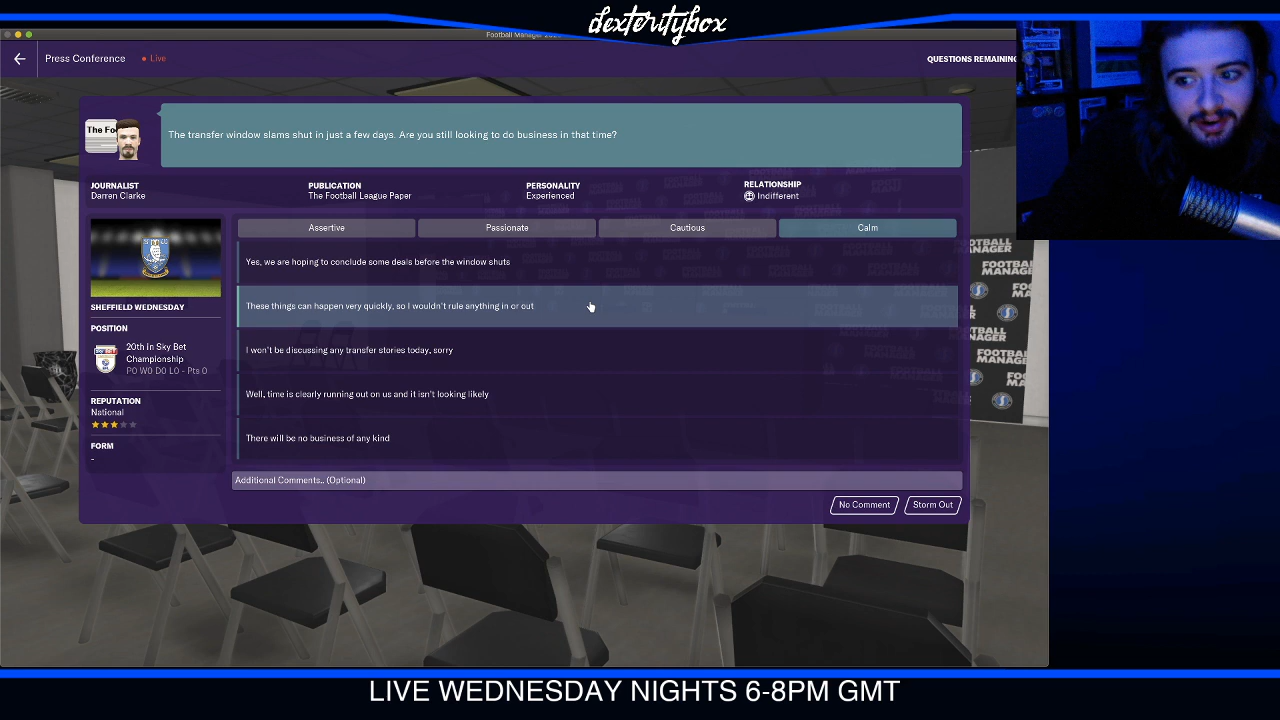 dexteritybox
Press Conference
Live
QUESTIONS REMAINING
The Fo
The transfer window slams shut in just a few days. Are you still looking to do business in that time?
JOURNALIST
Darren Clarke
PUBLICATION
The Football League Paper
PERSONALITY
Experienced
RELATIONSHIP
Indifferent
Assertive
Passionate
Cautious
Calm
Yes, we are hoping to conclude some deals before the window shuts
These things can happen very quickly, so I wouldn't rule anything in or out
I won't be discussing any transfer stories today, sorry
Well, time is clearly running out on us and it isn't looking likely
There will be no business of any kind
SHEFFIELD WEDNESDAY
POSITION
20th in Sky Bet
Championship
P0 W0 D0 L0 - Pts 0
REPUTATION
National
FORM
-
Additional Comments.. (Optional)
No Comment
Storm Out
FOOTBALL
MANAGER
LIVE WEDNESDAY NIGHTS 6-8PM GMT